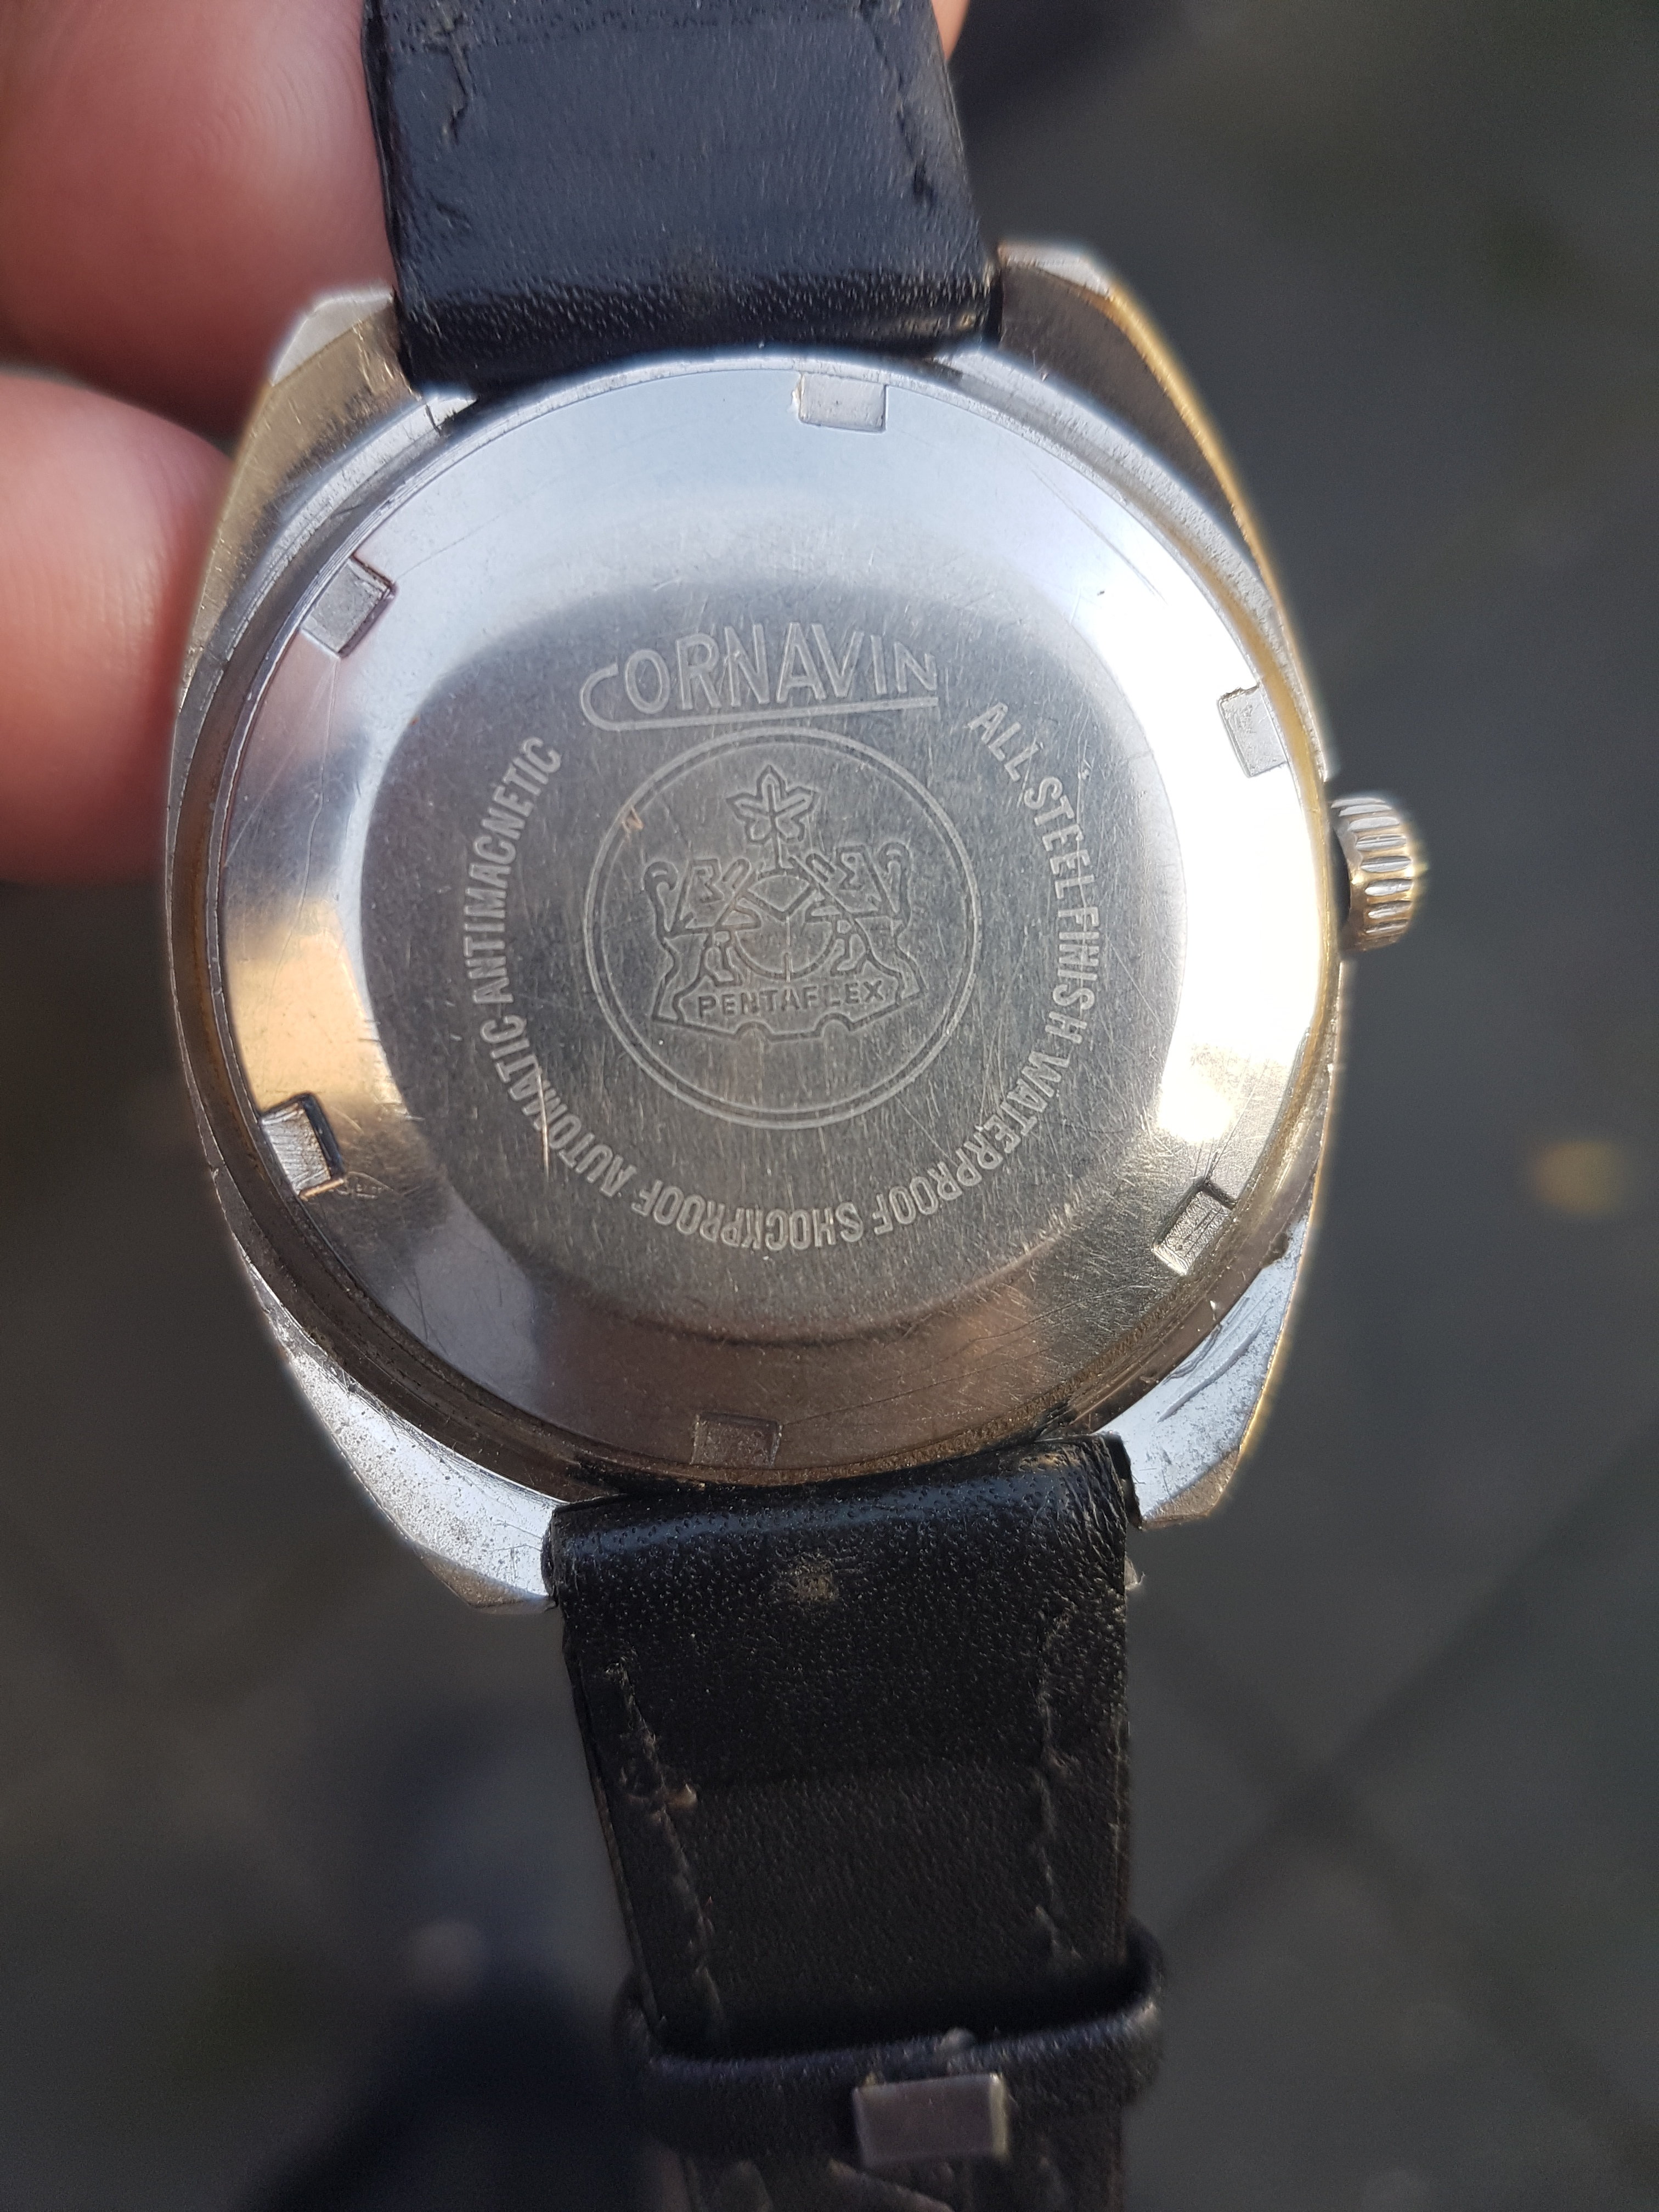 CORNAVIN
ALL STEEL FINISH WATERPROOF SHOCKPROOF AUTOMATIC ANTIMAGNETIC
PENTAFLEX